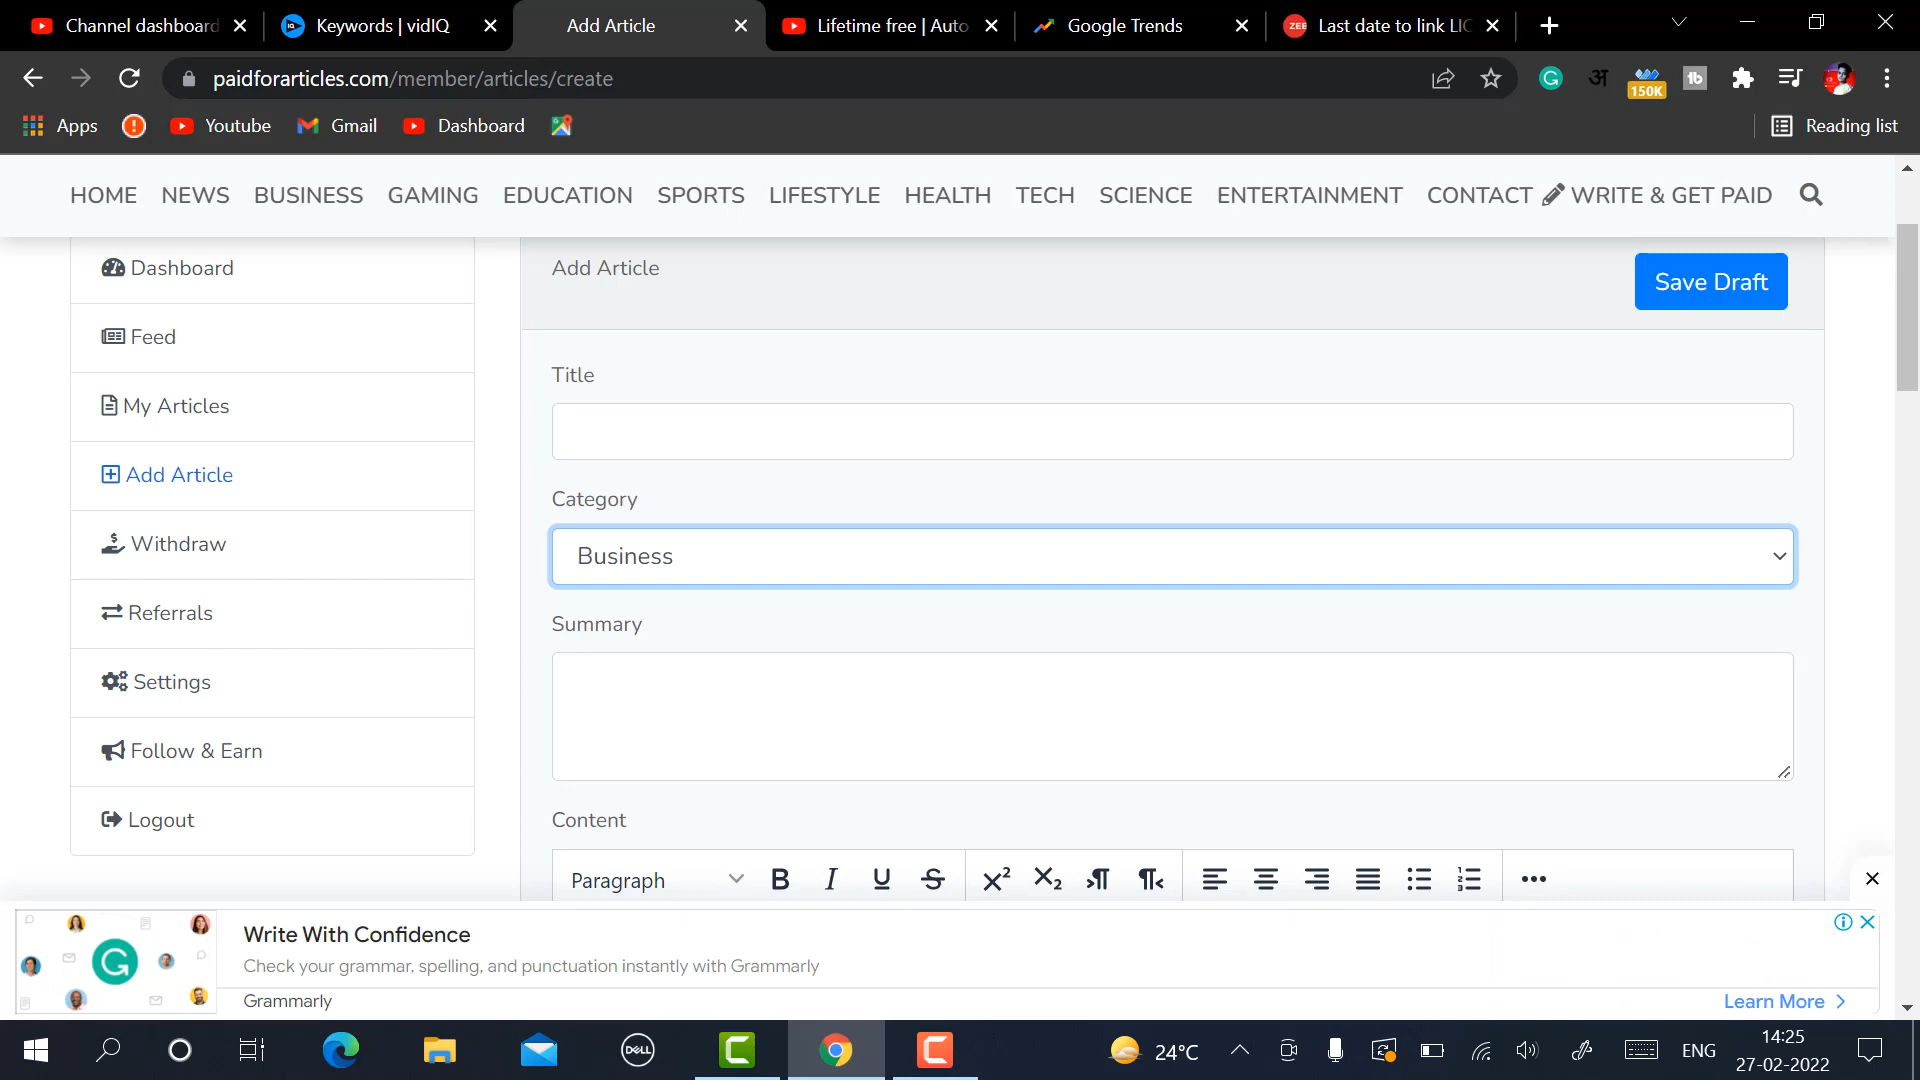 Channel dashboard
Keywords | vidIQ
Add Article
Lifetime free | Auto
Google Trends
Last date to link LIC
paidforarticles.com/member/articles/create
150K
Apps
Youtube
Gmail
Dashboard
Reading list
HOME NEWS BUSINESS GAMING EDUCATION SPORTS LIFESTYLE HEALTH TECH SCIENCE ENTERTAINMENT CONTACT WRITE & GET PAID
Dashboard
Feed
My Articles
Add Article
Withdraw
Referrals
Settings
Follow & Earn
Logout
Add Article
Save Draft
Title
Category
Business
Summary
Content
Paragraph
Write With Confidence
Check your grammar, spelling, and punctuation instantly with Grammarly
Grammarly
Learn More
24°C
ENG
14:25
27-02-2022